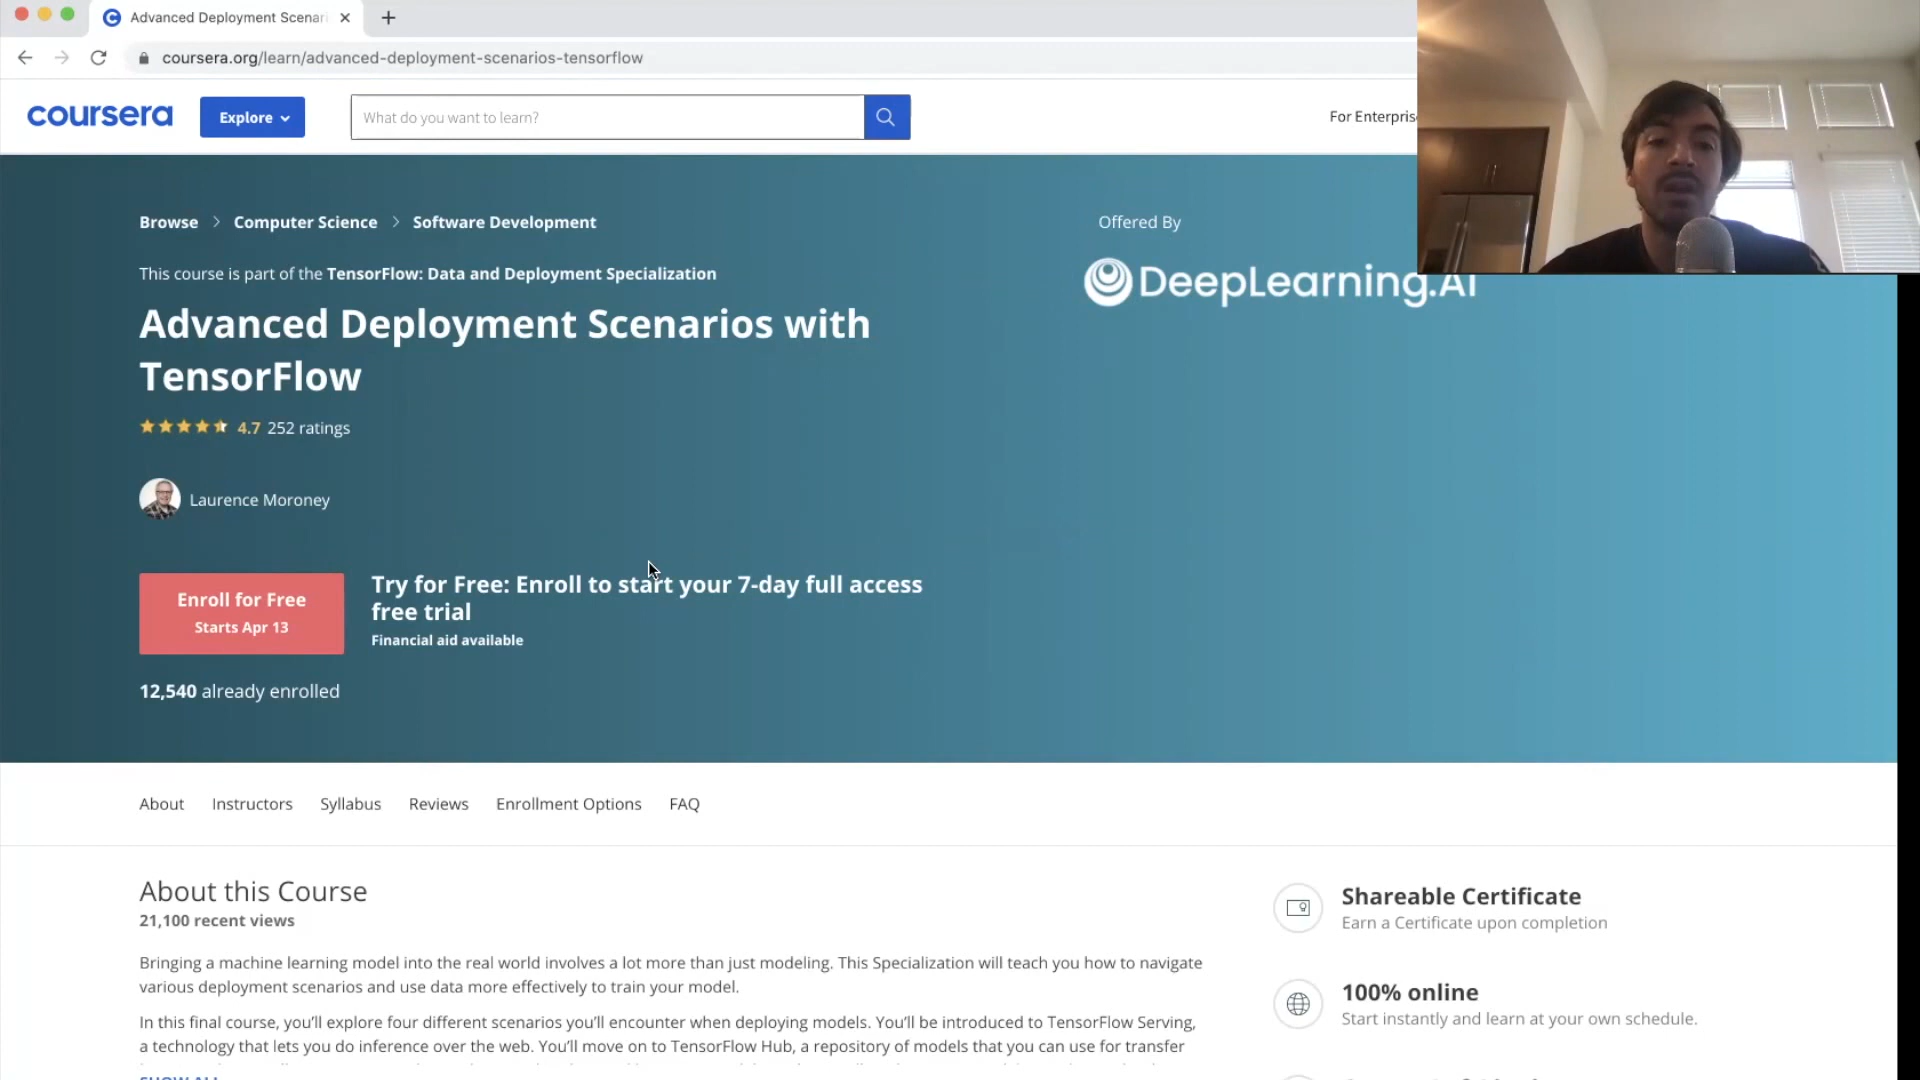 Advanced Deployment Scenari
coursera.org/learn/advanced-deployment-scenarios-tensorflow
coursera
Explore
What do you want to learn?
For Enterpris
Browse > Computer Science > Software Development
This course is part of the TensorFlow: Data and Deployment Specialization
Advanced Deployment Scenarios with
TensorFlow
4.7 252 ratings
Laurence Moroney
Enroll for Free
Starts Apr 13
Try for Free: Enroll to start your 7-day full access
free trial
Financial aid available
12,540 already enrolled
Offered By
DeepLearning.AI
About Instructors Syllabus Reviews Enrollment Options FAQ
About this Course
21,100 recent views
Bringing a machine learning model into the real world involves a lot more than just modeling. This Specialization will teach you how to navigate
various deployment scenarios and use data more effectively to train your model.
In this final course, you'll explore four different scenarios you'll encounter when deploying models. You'll be introduced to TensorFlow Serving,
a technology that lets you do inference over the web. You'll move on to TensorFlow Hub, a repository of models that you can use for transfer
SHOW ALL
Shareable Certificate
Earn a Certificate upon completion
100% online
Start instantly and learn at your own schedule.